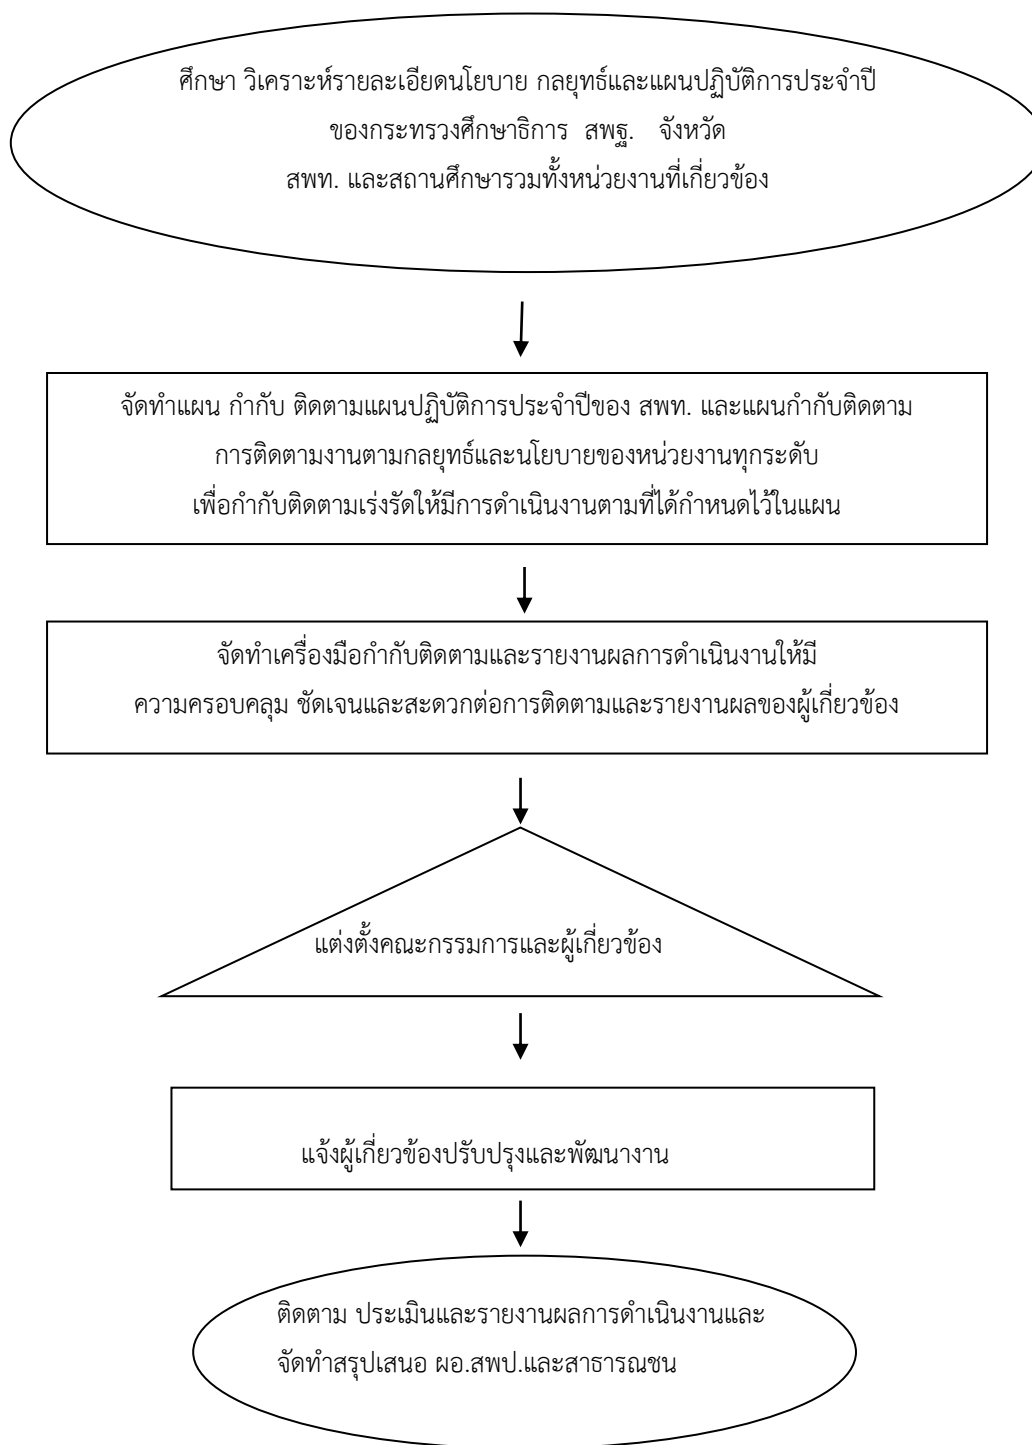 ศึกษา วิเคราะห์รายละเอียดนโยบาย กลยุทธ์และแผนปฏิบัติการประจำปี
ของกระทรวงศึกษาธิการ สพฐ. จังหวัด
สพท. และสถานศึกษารวมทั้งหน่วยงานที่เกี่ยวข้อง
จัดทำแผน กำกับ ติดตามแผนปฏิบัติการประจำปีของ สพท. และแผนกำกับติดตาม
การติดตามงานตามกลยุทธ์และนโยบายของหน่วยงานทุกระดับ
เพื่อกำกับติดตามเร่งรัดให้มีการดำเนินงานตามที่ได้กำหนดไว้ในแผน
จัดทำเครื่องมือกำกับติดตามและรายงานผลการดำเนินงานให้มี
ความครอบคลุม ชัดเจนและสะดวกต่อการติดตามและรายงานผลของผู้เกี่ยวข้อง
แต่งตั้งคณะกรรมการและผู้เกี่ยวข้อง
แจ้งผู้เกี่ยวข้องปรับปรุงและพัฒนางาน
ติดตาม ประเมินและรายงานผลการดำเนินงานและ
จัดทำสรุปเสนอ ผอ.สพป.และสาธารณชน